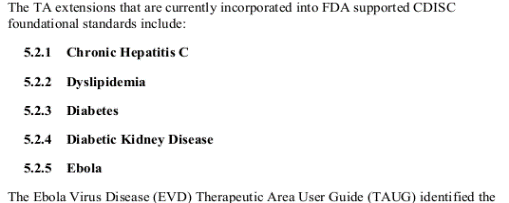 The TA extensions that are currently incorporated into FDA supported CDISC
foundational standards include:
5.2.1 Chronic Hepatitis C
5.2.2 Dyslipidemia
5.2.3 Diabetes
5.2.4 Diabetic Kidney Disease
5.2.5 Ebola
The Ebola Virus Disease (EVD) Therapeutic Area User Guide (TAUG) identified the